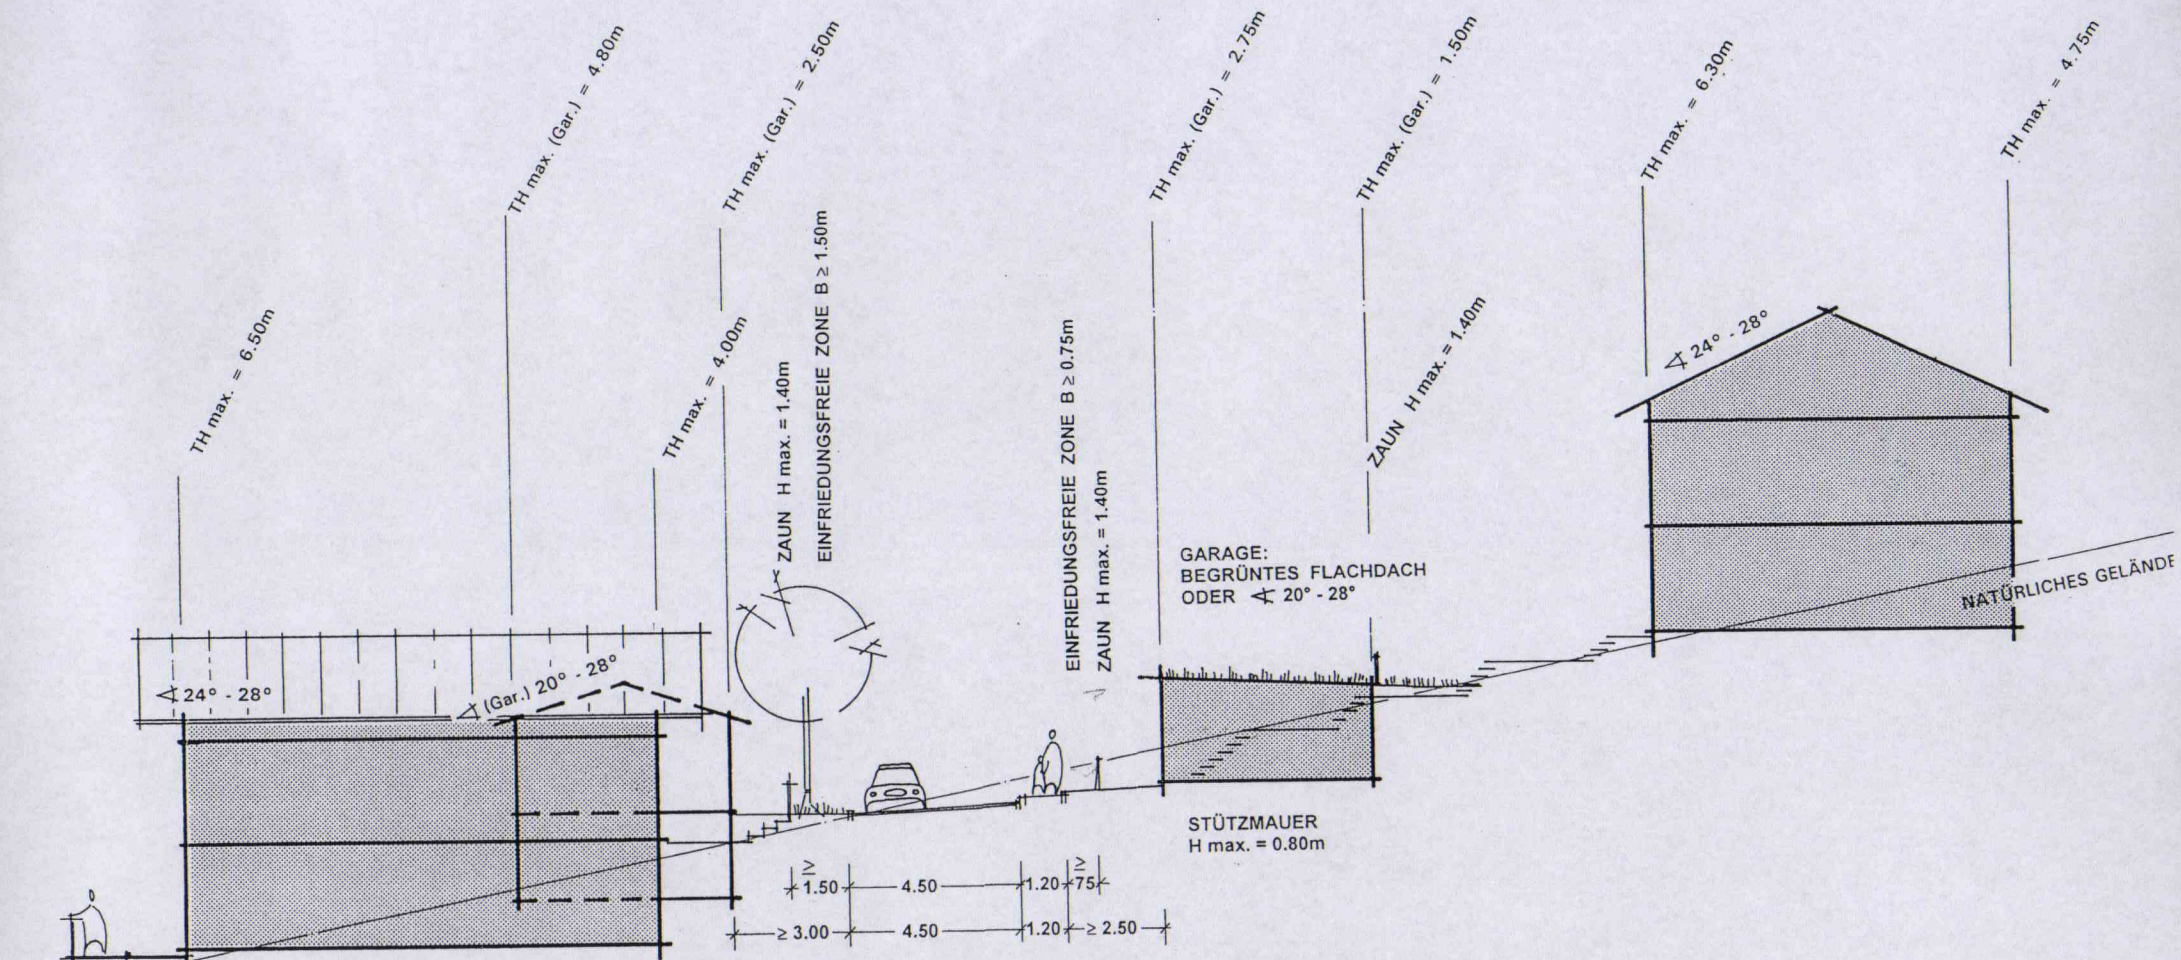 TH max. = 6.50m
TH max. (Gar.) = 4.80m
TH max. (Gar.) = 2.50m
TH max. = 4.00m
ZAUN H max. = 1.40m
EINFRIEDUNGSFREIE ZONE B ≥ 1.50m
EINFRIEDUNGSFREIE ZONE B ≥ 0.75m
ZAUN H max. = 1.40m
TH max. (Gar.) = 2.75m
TH max. (Gar.) = 1.50m
ZAUN H max. = 1.40m
TH max. = 6.30m
TH max. = 4.75m
∢ 24° - 28°
GARAGE:
BEGRÜNTES FLACHDACH
ODER ∢ 20° - 28°
NATÜRLICHES GELÄNDE
∢ 24° - 28°
∢ (Gar.) 20° - 28°
STÜTZMAUER
H max. = 0.80m
≥ 1.50 4.50 1.20 ≥ 75
≥ 3.00 4.50 1.20 ≥ 2.50